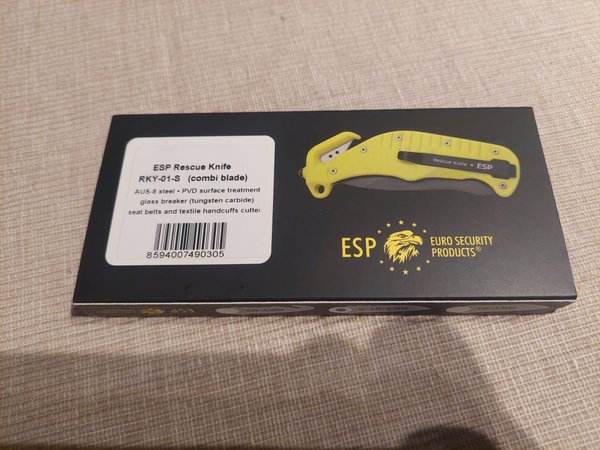 ESP Rescue Knife
RKY-01-S (combi blade)
AUS-8 steel • PVD surface treatment
glass breaker (tungsten carbide)
seat belts and textile handcuffs cutter
8594007490305
Rescue Knife • ESP
ESP
EURO SECURITY
PRODUCTS®